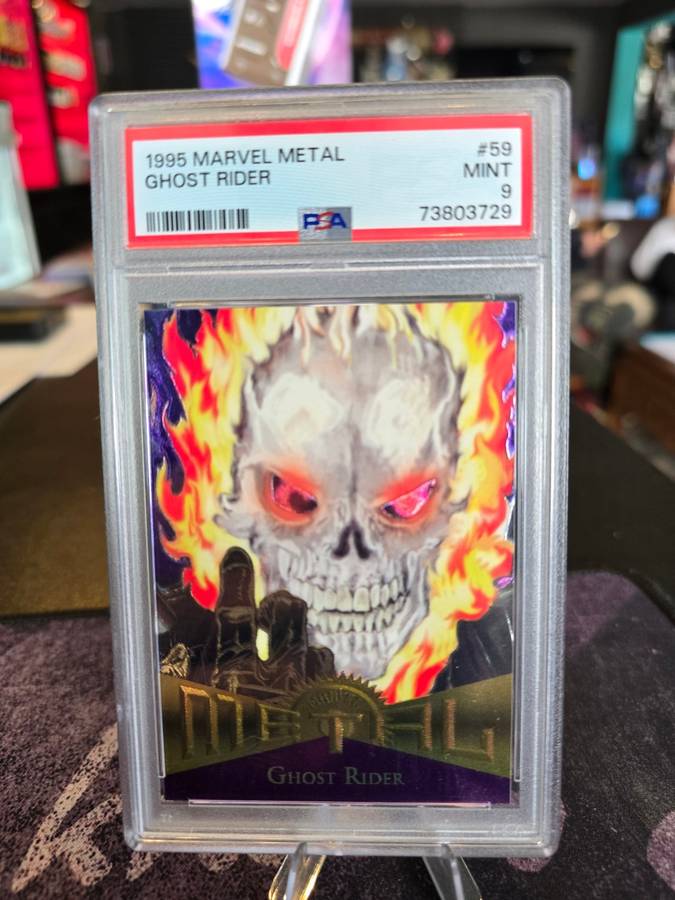 1995 MARVEL METAL #59
GHOST RIDER MINT
9
PSA 73803729
METAL
GHOST RIDER